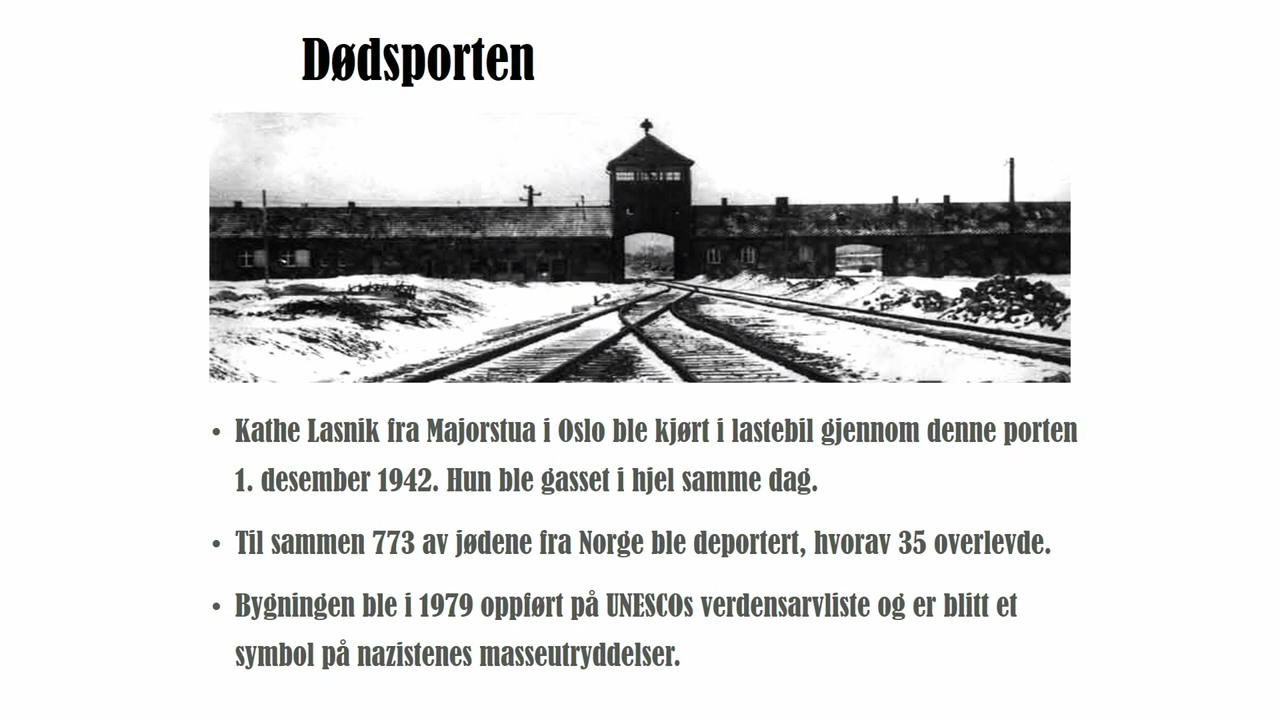 Dødsporten
• Kathe Lasnik fra Majorstua i Oslo ble kjørt i lastebil gjennom denne porten
1. desember 1942. Hun ble gasset i hjel samme dag.
• Til sammen 773 av jødene fra Norge ble deportert, hvorav 35 overlevde.
• Bygningen ble i 1979 oppført på UNESCOs verdensarvliste og er blitt et
symbol på nazistenes masseutryddelser.